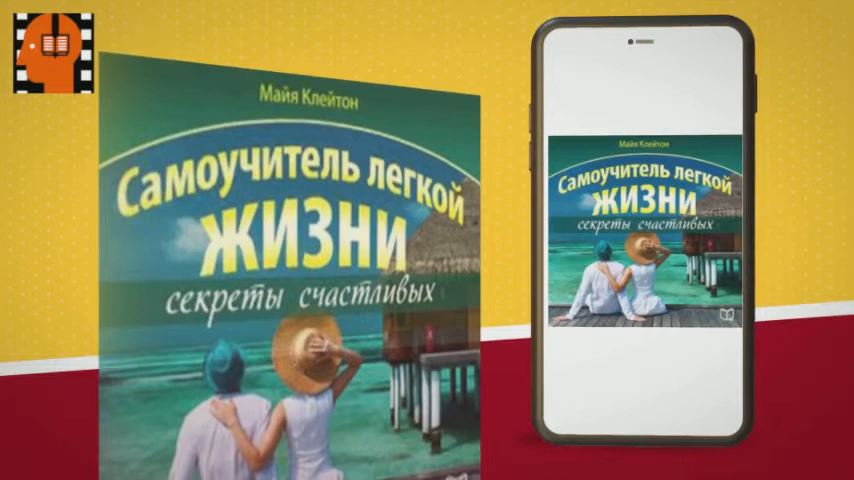 Майя Клейтон
Самоучитель легкой
жизни
секреты счастливых
Майя Клейтон
Самоучитель легкой
жизни
секреты счастливых